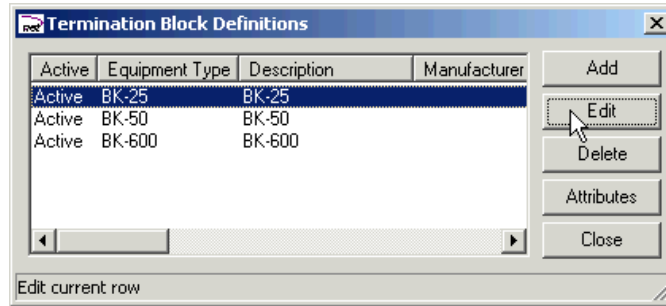 Termination Block Definitions
Active Equipment Type Description Manufacturer
Active BK-25 BK-25
Active BK-50 BK-50
Active BK-600 BK-600
Add
Edit
Delete
Attributes
Close
Edit current row